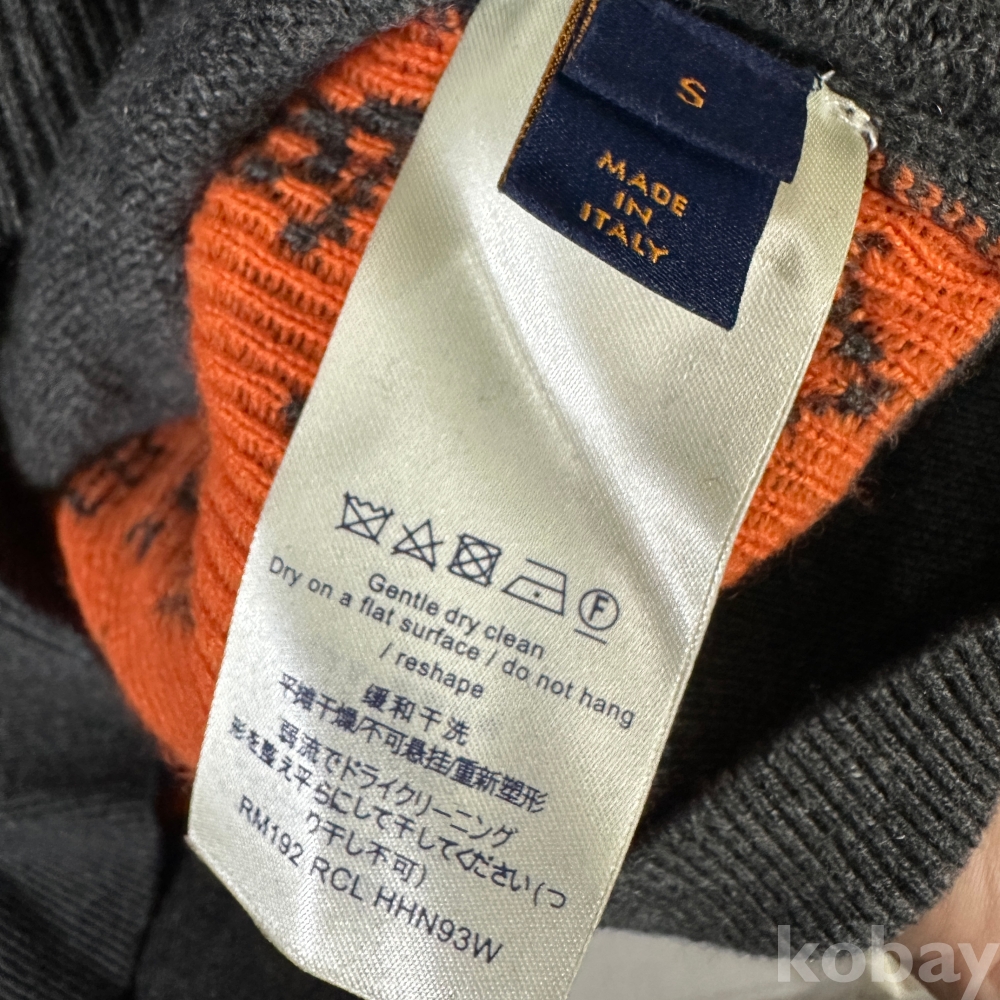 S
MADE
IN
ITALY
F
Gentle dry clean
Dry on a flat surface / do not hang
/ reshape
缓和干洗
平摊干燥/不可悬挂/重新塑形
弱流でドライクリーニング
形を整え平らにして干してください(つ
り干し不可)
RM192 RCL HHN93W
kobay